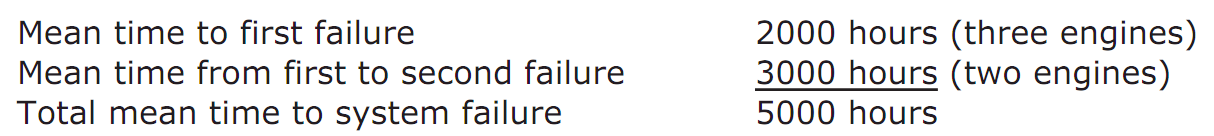 Mean time to first failure 2000 hours (three engines)
Mean time from first to second failure 3000 hours (two engines)
Total mean time to system failure 5000 hours